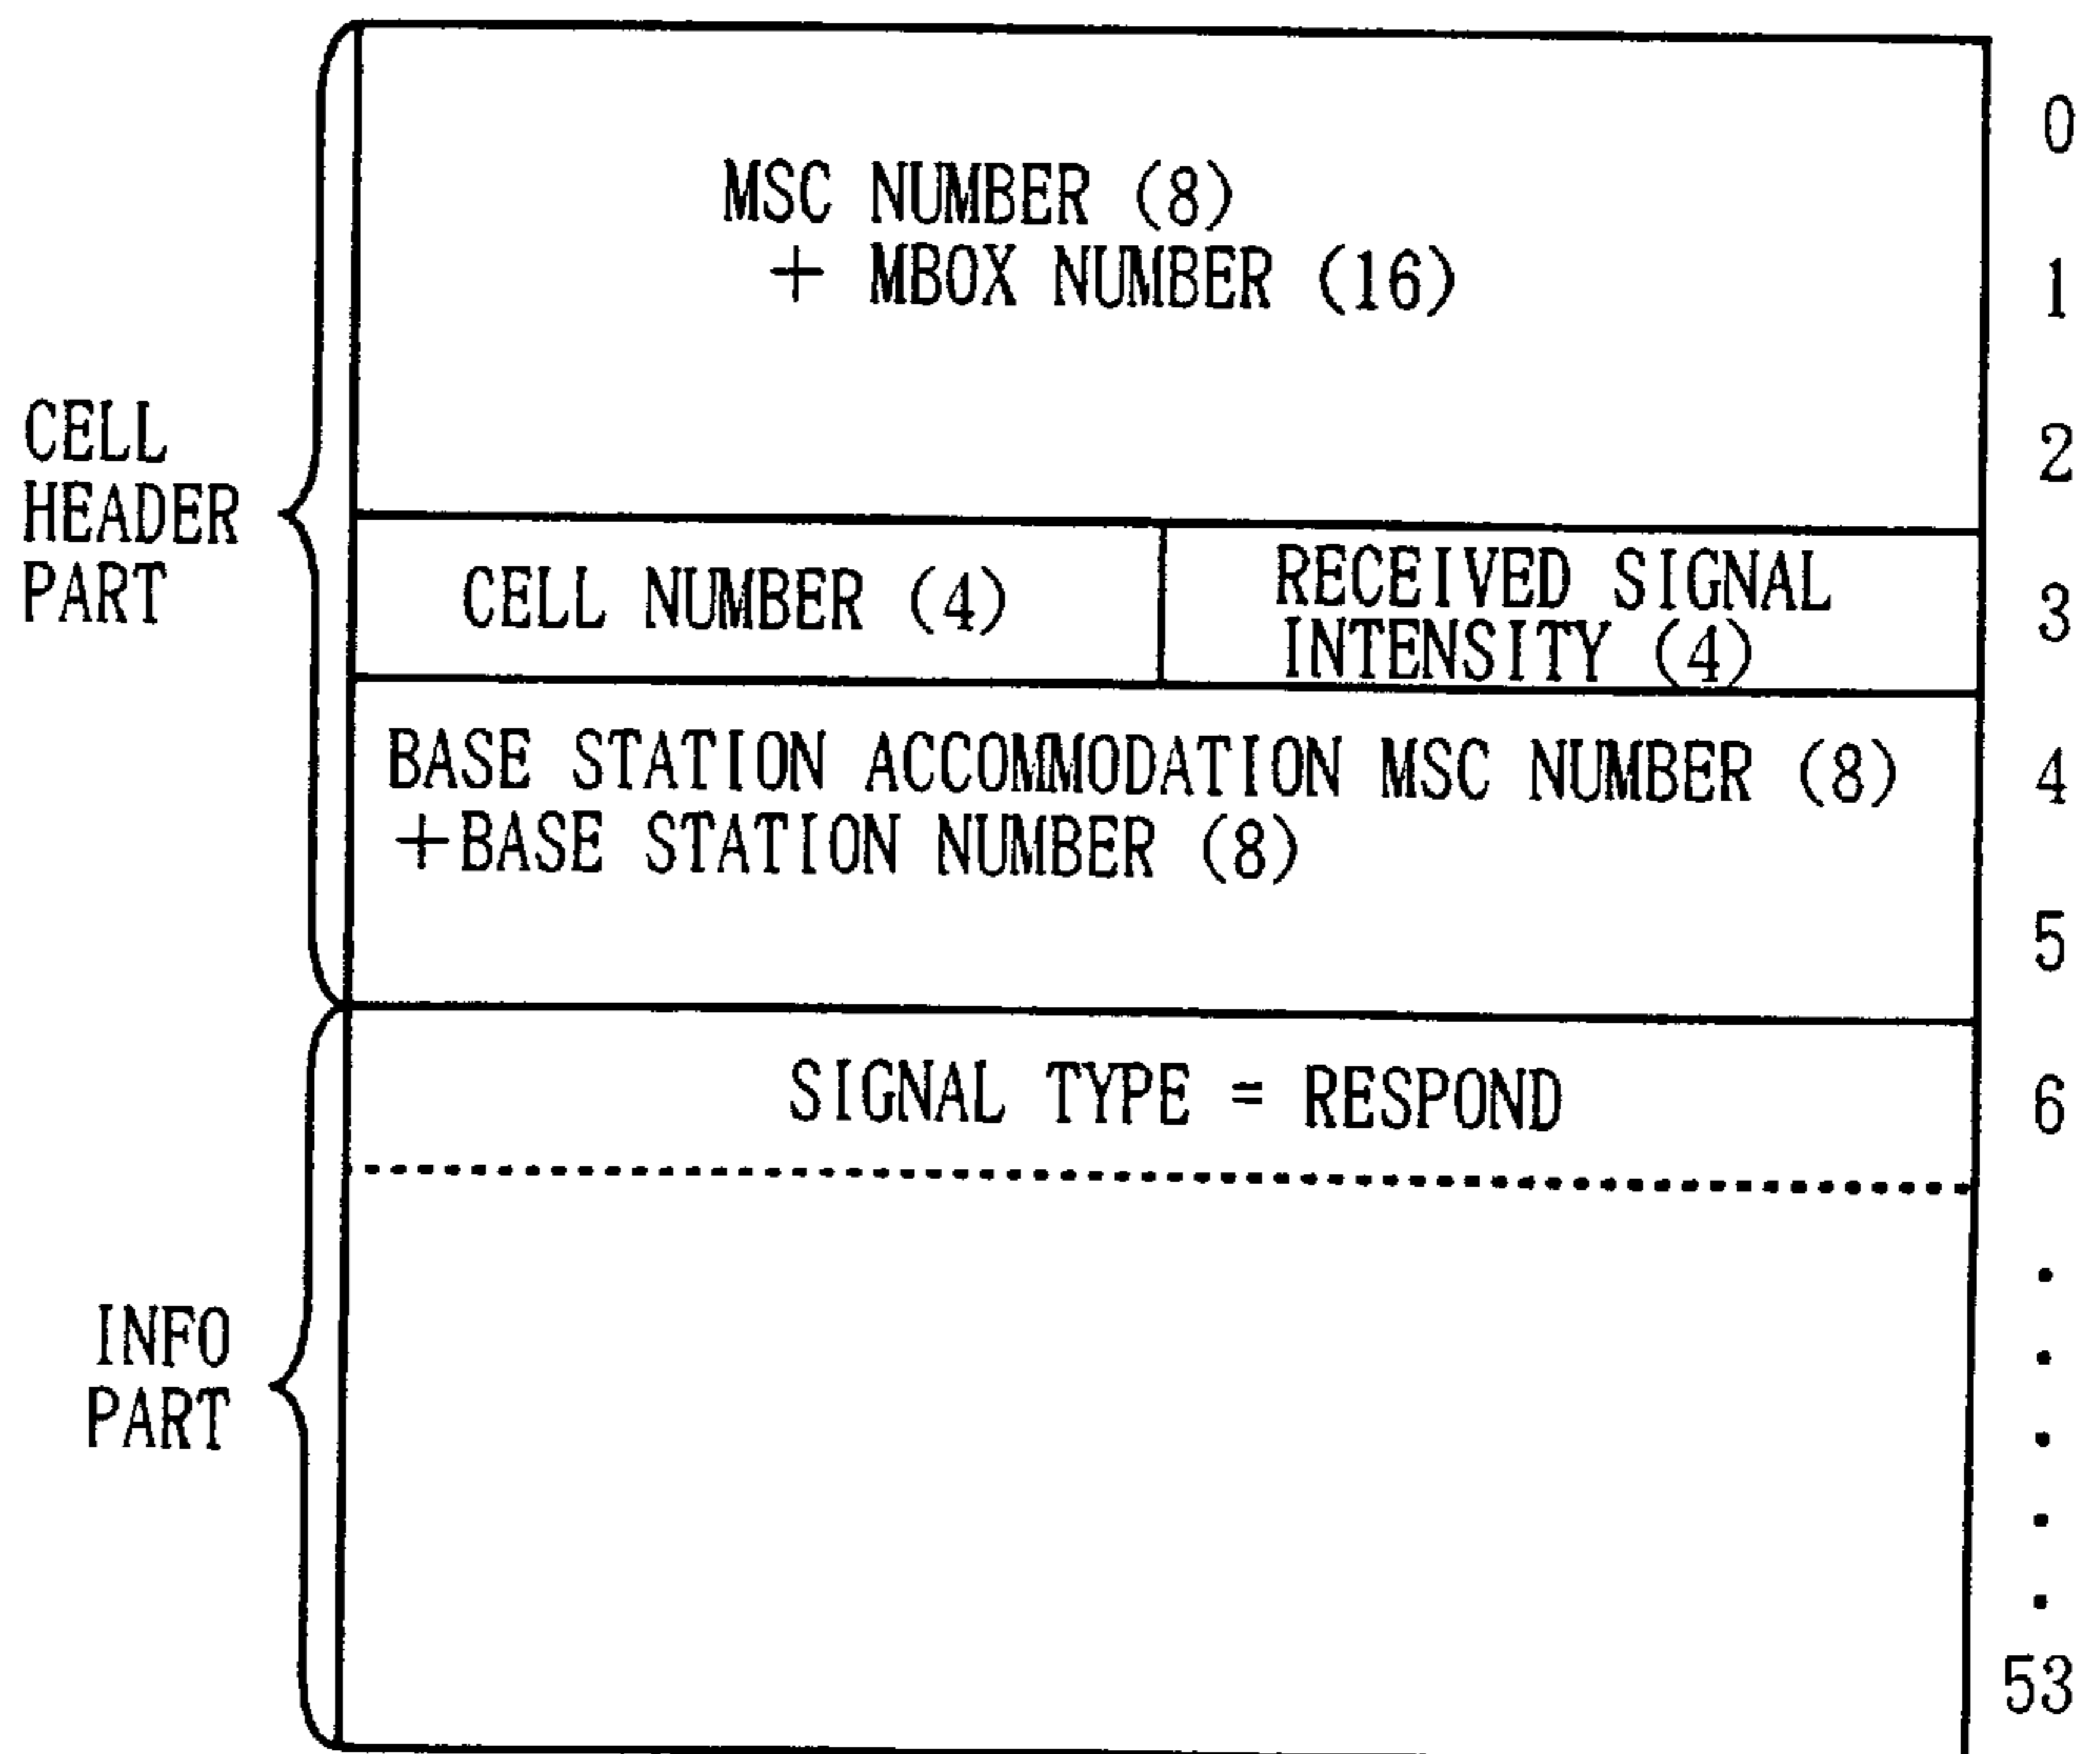 0
MSC NUMBER (8)
+ MBOX NUMBER (16)
1
2
CELL
HEADER
PART
CELL NUMBER (4)
RECEIVED SIGNAL
INTENSITY (4)
3
BASE STATION ACCOMMODATION MSC NUMBER (8)
+BASE STATION NUMBER (8)
4
5
SIGNAL TYPE = RESPOND
6
INFO
PART
53